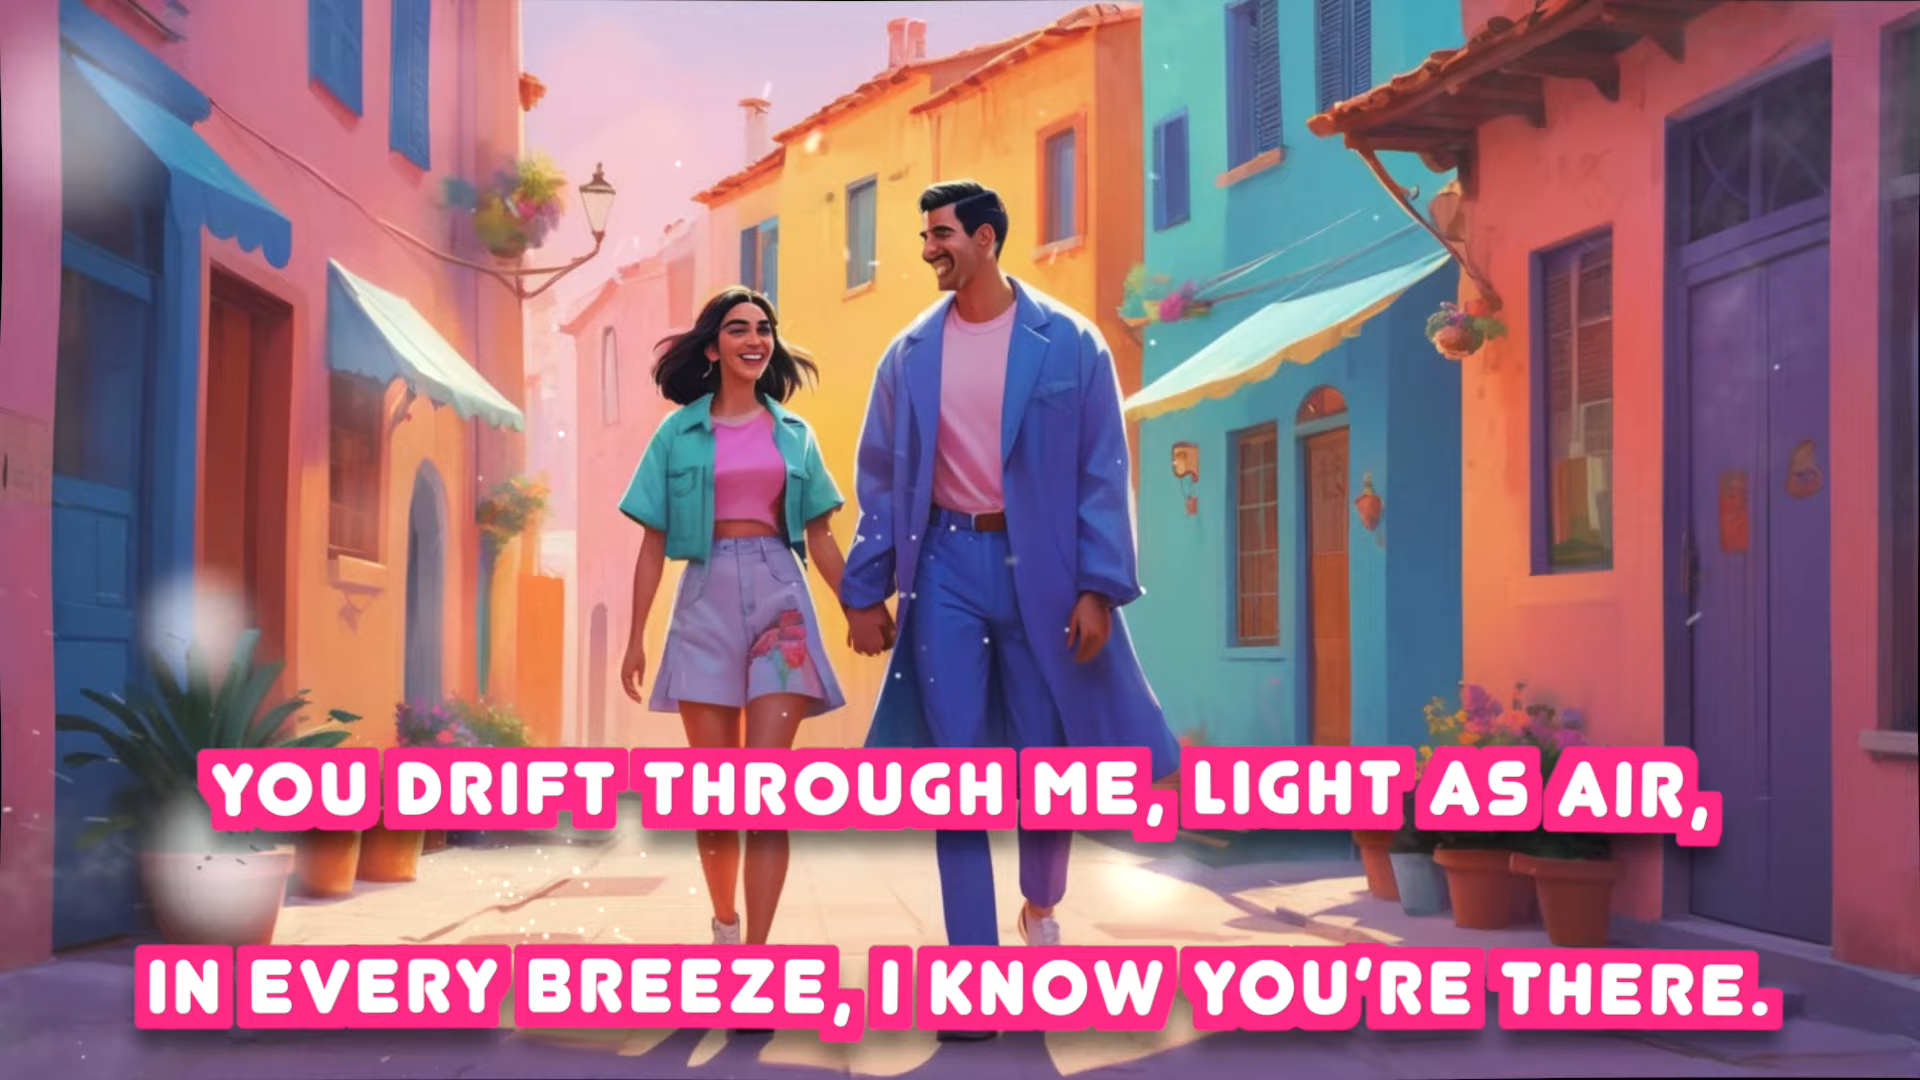 YOU DRIFT THROUGH ME, LIGHT AS AIR,
IN EVERY BREEZE, I KNOW YOU'RE THERE.